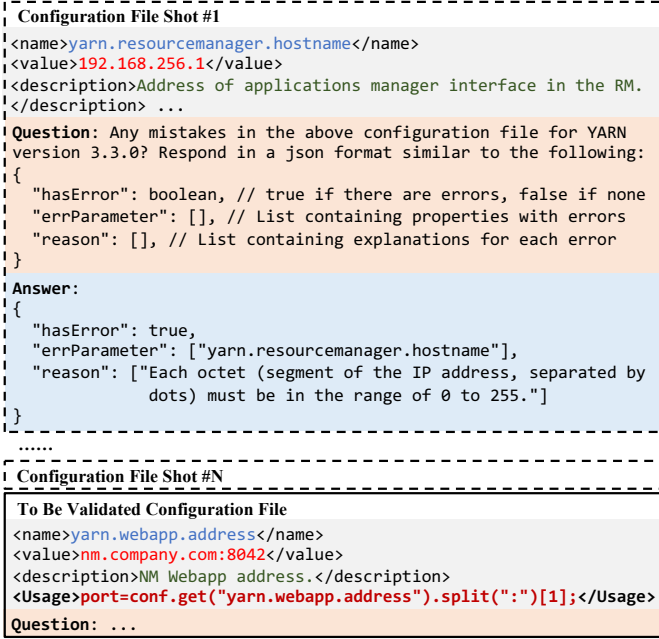 Configuration File Shot #1
<name>yarn.resourcemanager.hostname</name>
<value>192.168.256.1</value>
<description>Address of applications manager interface in the RM.
</description> ...
Question: Any mistakes in the above configuration file for YARN
version 3.3.0? Respond in a json format similar to the following:
{
  "hasError": boolean, // true if there are errors, false if none
  "errParameter": [], // List containing properties with errors
  "reason": [], // List containing explanations for each error
}
Answer:
{
  "hasError": true,
  "errParameter": ["yarn.resourcemanager.hostname"],
  "reason": ["Each octet (segment of the IP address, separated by
              dots) must be in the range of 0 to 255."]
}
......
Configuration File Shot #N
To Be Validated Configuration File
<name>yarn.webapp.address</name>
<value>nm.company.com:8042</value>
<description>NM Webapp address.</description>
<Usage>port=conf.get("yarn.webapp.address").split(":")[1];</Usage>
Question: ...